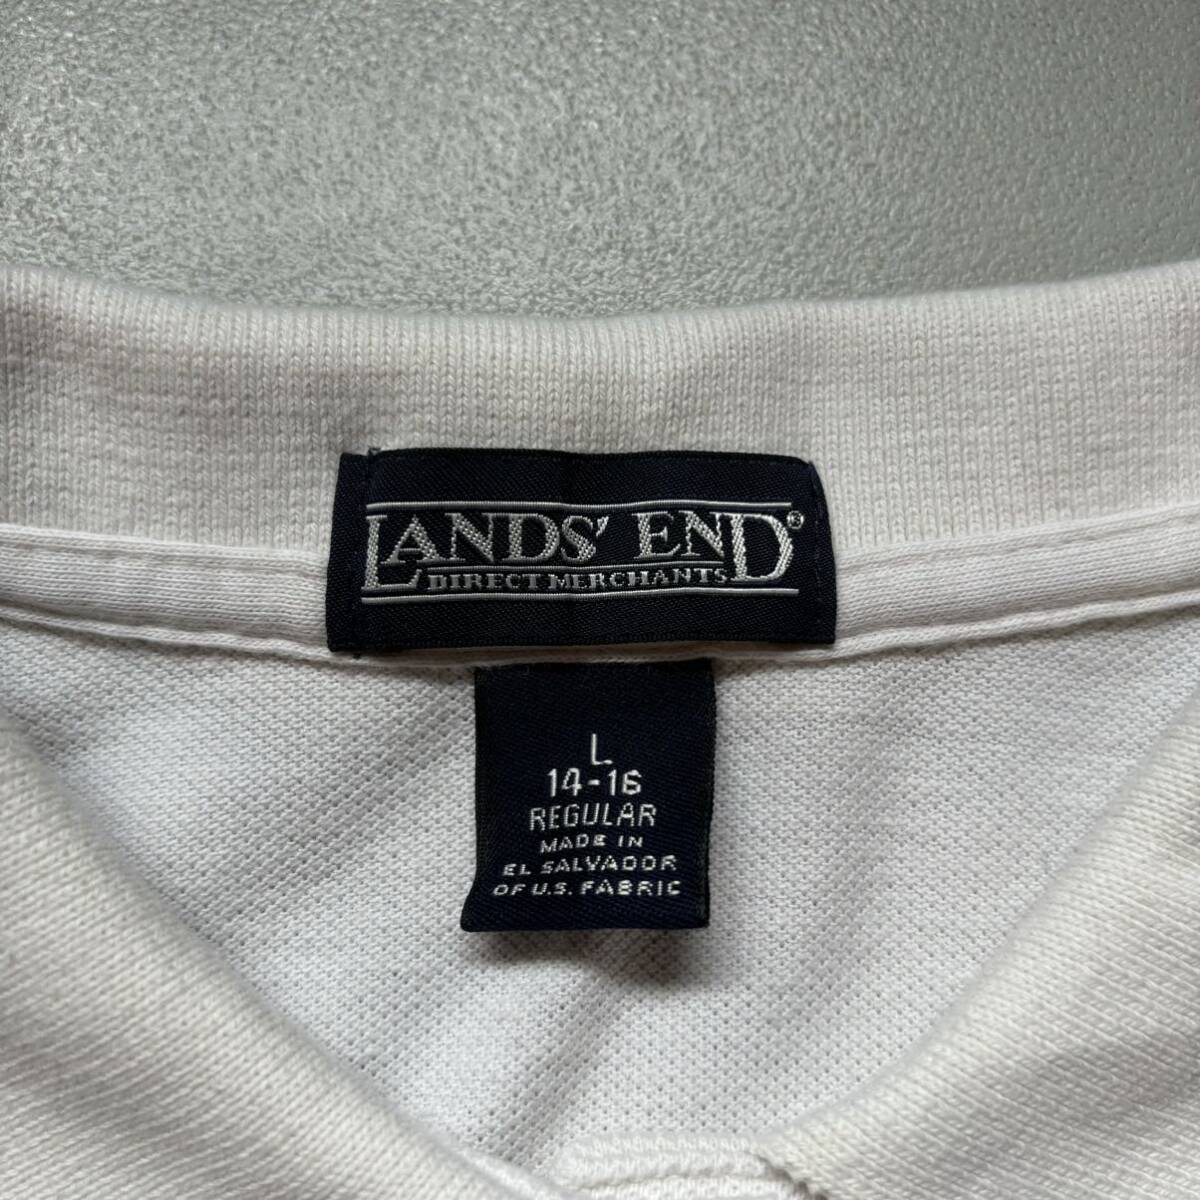 LANDS' END®
DIRECT MERCHANTS
L
14-16
REGULAR
MADE IN
EL SALVADOR
OF U.S. FABRIC